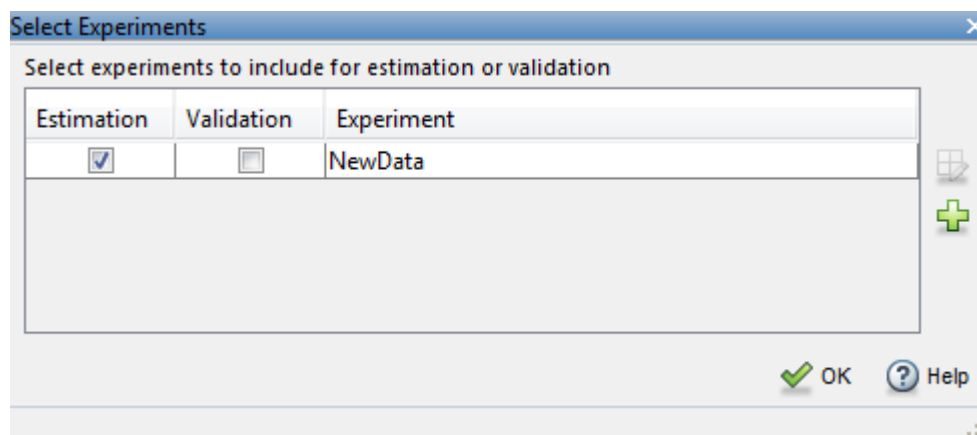 Select Experiments
Select experiments to include for estimation or validation
Estimation Validation Experiment
NewData
OK Help